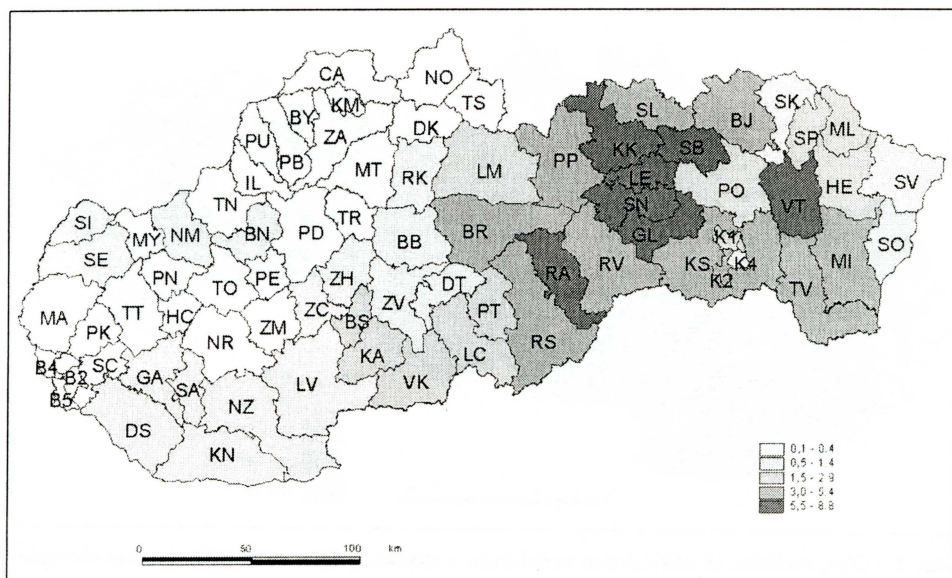 CA
NO
KM
TS
BY
PU
ZA
DK
PB
SL
BJ
SK
ML
SP
KK
SB
PP
MT
RK
LM
LE
PO
HE
SV
IL
TN
TR
SN
VT
SI
MY
NM
BN
PD
BB
BR
GL
K1
SO
SE
PN
TO
PE
ZH
DT
RA
RV
KS
K4
K2
MI
TV
MA
TT
HC
ZM
ZC
BS
ZV
PT
PK
NR
KA
LC
RS
B4
B2
SC
GA
SA
LV
VK
B5
NZ
DS
KN
0,1 - 0.4
0,5 - 1 4
1,5 - 2 9
3,0 - 5.4
5,5 - 8.8
0 50 100 km